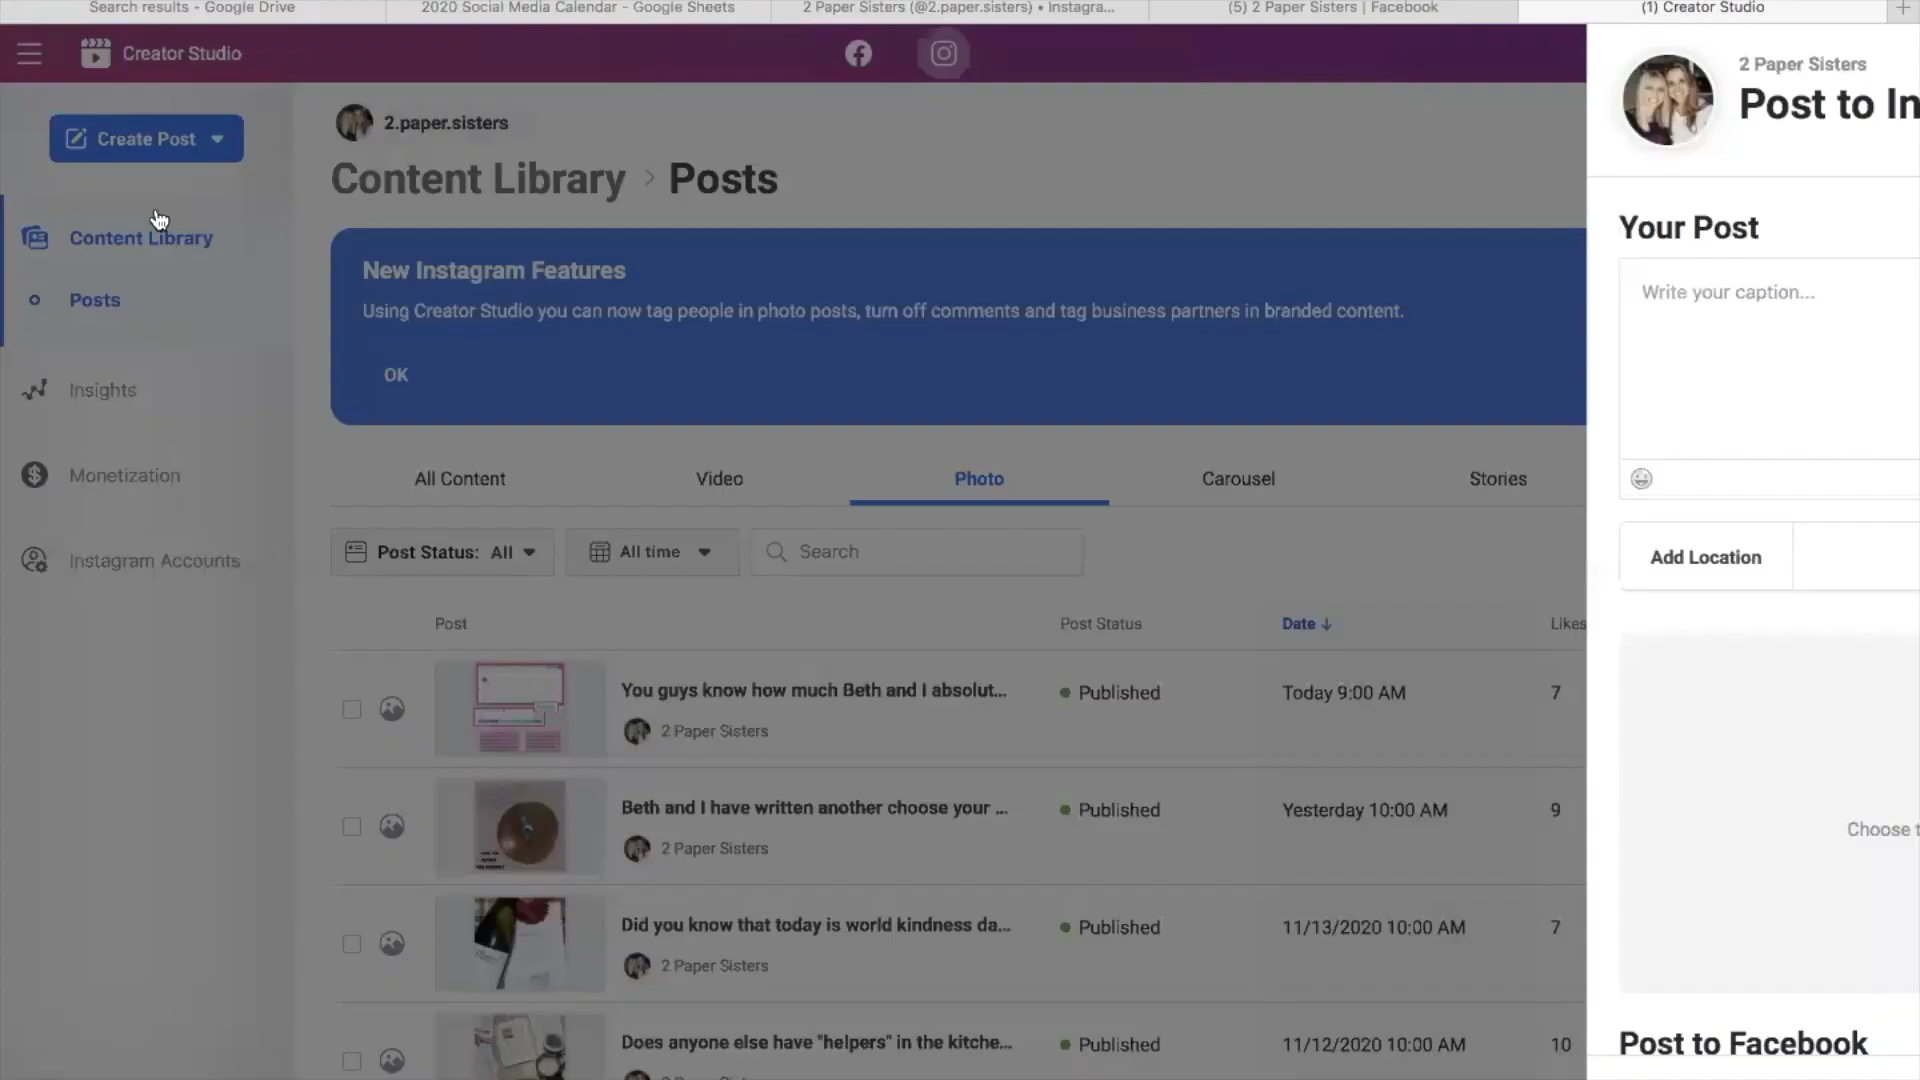 Search results - Google Drive
2020 Social Media Calendar - Google Sheets
2 Paper Sisters (@2.paper.sisters) • Instagra...
(5) 2 Paper Sisters | Facebook
(1) Creator Studio
Creator Studio
Create Post
Content Library
Posts
Insights
Monetization
Instagram Accounts
2.paper.sisters
Content Library > Posts
New Instagram Features
Using Creator Studio you can now tag people in photo posts, turn off comments and tag business partners in branded content.
OK
All Content Video Photo Carousel Stories
Post Status: All All time Search
Post Post Status Date ↓ Likes
You guys know how much Beth and I absolut... Published Today 9:00 AM 7
2 Paper Sisters
Beth and I have written another choose your ... Published Yesterday 10:00 AM 9
2 Paper Sisters
Did you know that today is world kindness da... Published 11/13/2020 10:00 AM 7
2 Paper Sisters
Does anyone else have "helpers" in the kitche... Published 11/12/2020 10:00 AM 10
2 Paper Sisters
Post to In
Your Post
Write your caption...
Add Location
Choose t
Post to Facebook